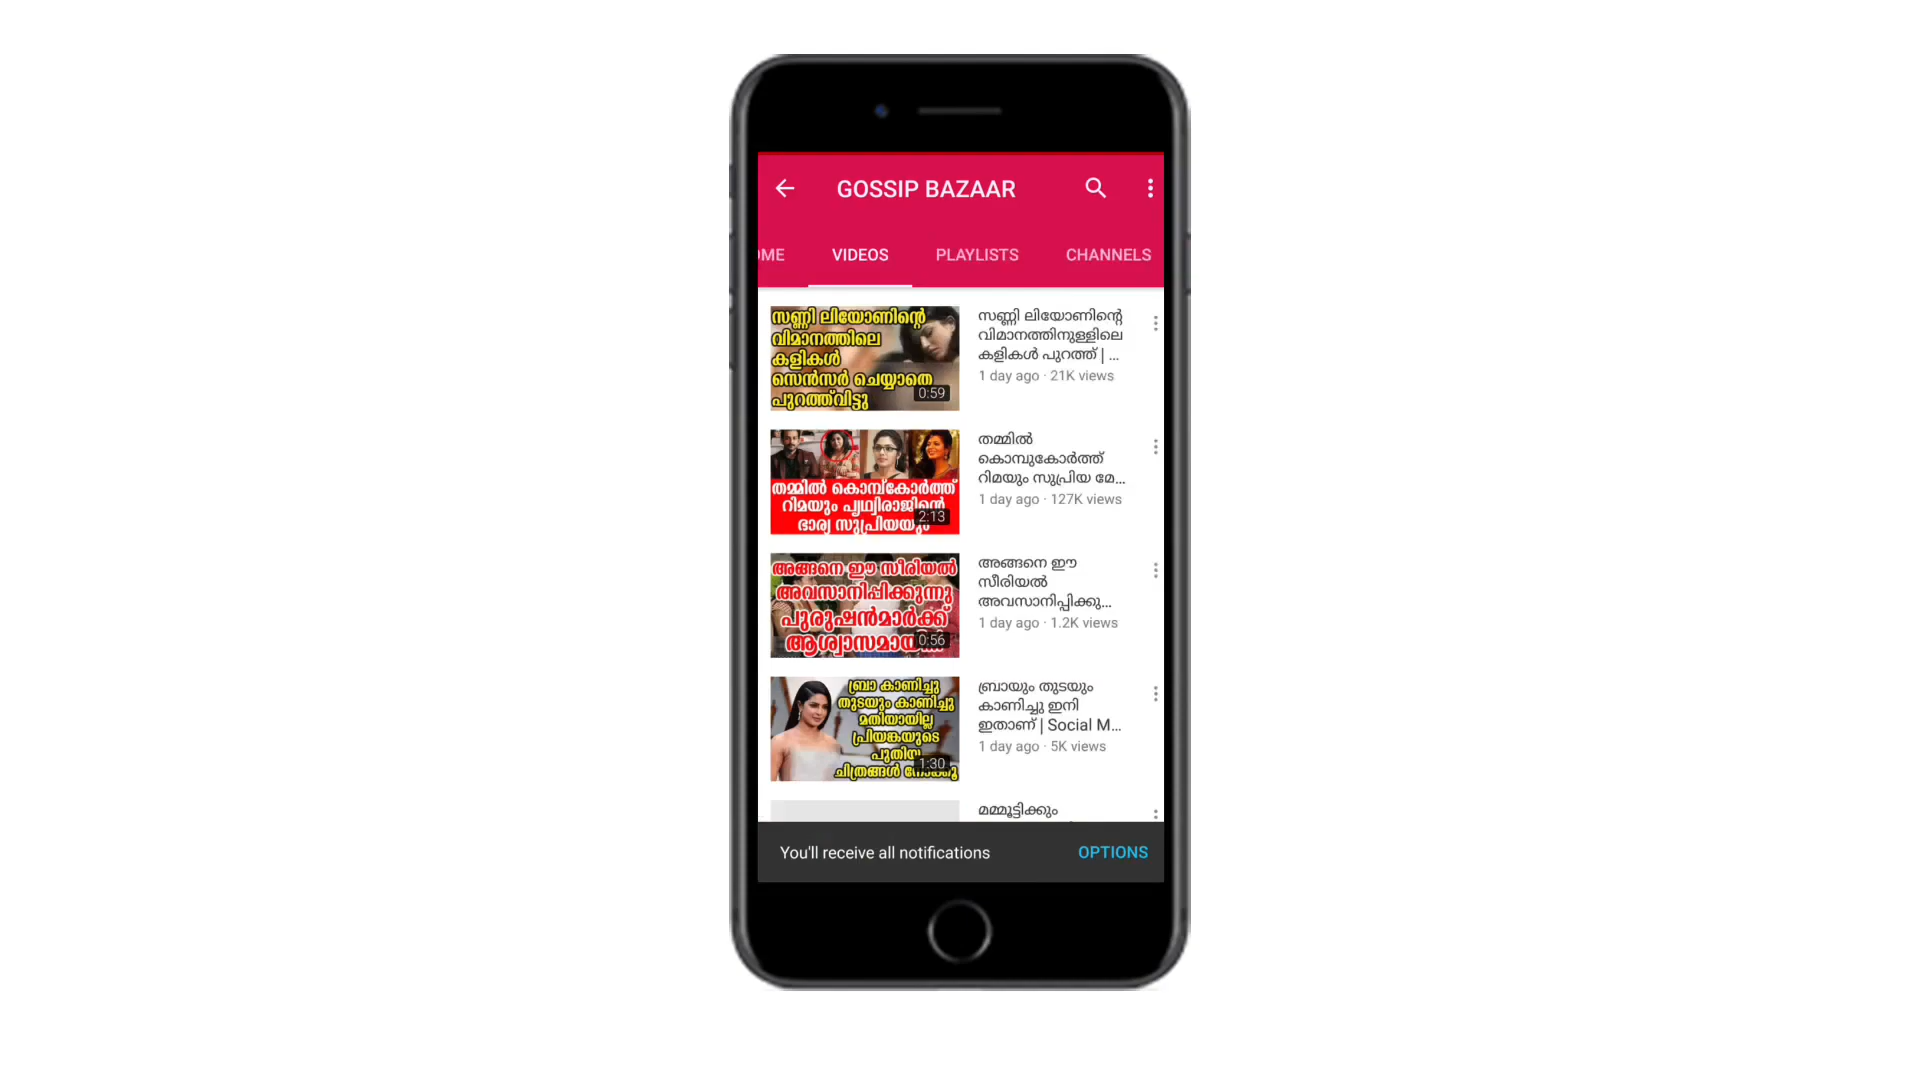 GOSSIP BAZAAR
OME VIDEOS PLAYLISTS CHANNELS
സണ്ണി ലിയോണിന്റെ
വിമാനത്തിലെ
കളികൾ
സെൻസർ ചെയ്യാതെ
പുറത്ത്‌വിട്ടു
0:59
സണ്ണി ലിയോണിന്റെ
വിമാനത്തിനുള്ളിലെ
കളികൾ പുറത്ത് | ...
1 day ago · 21K views
തമ്മിൽ കൊമ്പ്കോർത്ത്
റിമയും പൃഥ്വിരാജിന്റെ
ഭാര്യ സുപ്രിയയും
2:13
തമ്മിൽ
കൊമ്പുകോർത്ത്
റിമയും സുപ്രിയ മേ...
1 day ago · 127K views
അങ്ങനെ ഈ സീരിയൽ
അവസാനിപ്പിക്കുന്നു
പുരുഷൻമാർക്ക്
0:56
അങ്ങനെ ഈ
സീരിയൽ
അവസാനിപ്പിക്കു...
1 day ago · 1.2K views
ബ്രാ കാണിച്ചു
തുടയും കാണിച്ചു
മതിയായില്ല
പ്രിയങ്കയുടെ
പുതിയ
ചിത്രങ്ങൾ നോക്കൂ
1:30
ബ്രായും തുടയും
കാണിച്ചു ഇനി
ഇതാണ് | Social M...
1 day ago · 5K views
മമ്മൂട്ടിക്കും
You'll receive all notifications OPTIONS